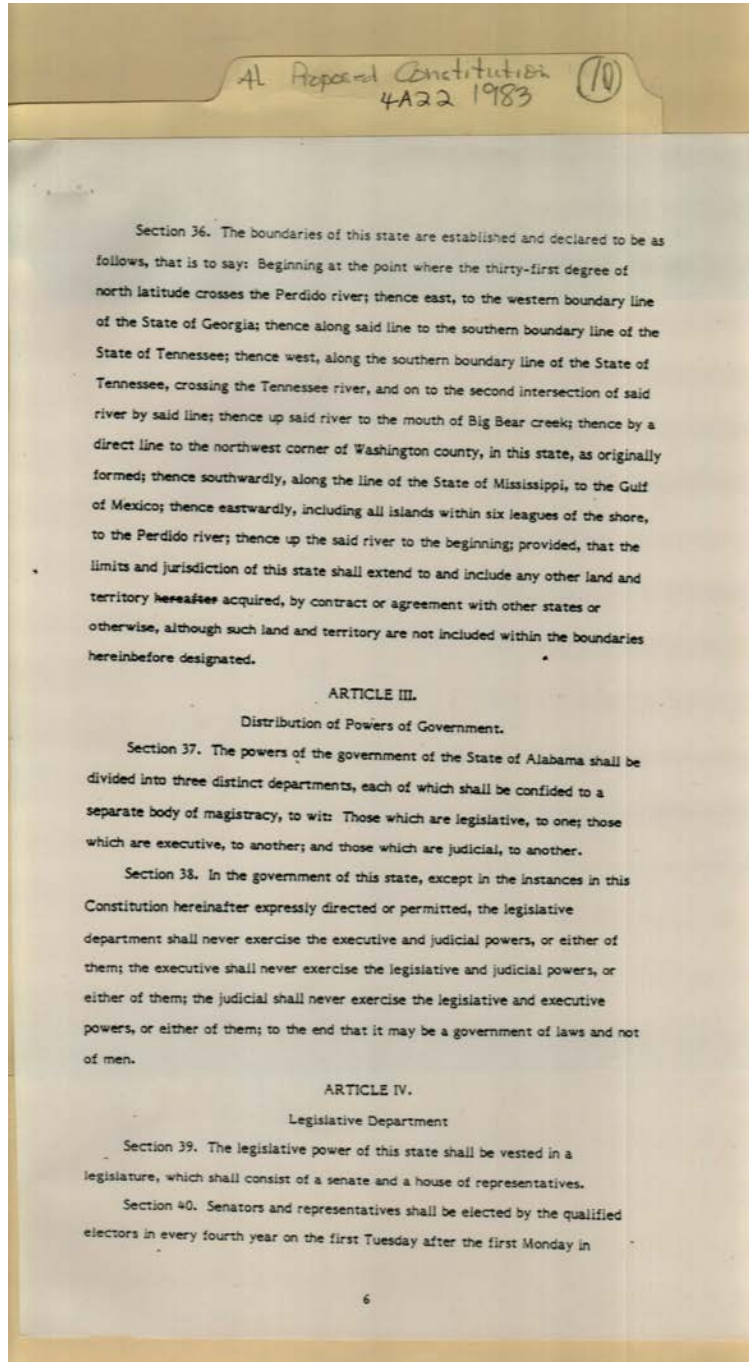 AL Proposed Constitution 10
4A22 1983
Section 36. The boundaries of this state are established and declared to be as
follows, that is to say: Beginning at the point where the thirty-first degree of
north latitude crosses the Perdido river; thence east, to the western boundary line
of the State of Georgia; thence along said line to the southern boundary line of the
State of Tennessee; thence west, along the southern boundary line of the State of
Tennessee, crossing the Tennessee river, and on to the second intersection of said
river by said line; thence up said river to the mouth of Big Bear creek; thence by a
direct line to the northwest corner of Washington county, in this state, as originally
formed; thence southwardly, along the line of the State of Mississippi, to the Gulf
of Mexico; thence eastwardly, including all islands within six leagues of the shore,
to the Perdido river; thence up the said river to the beginning; provided, that the
limits and jurisdiction of this state shall extend to and include any other land and
territory hereafter acquired, by contract or agreement with other states or
otherwise, although such land and territory are not included within the boundaries
hereinbefore designated.
ARTICLE III.
Distribution of Powers of Government.
Section 37. The powers of the government of the State of Alabama shall be
divided into three distinct departments, each of which shall be confided to a
separate body of magistracy, to wit: Those which are legislative, to one; those
which are executive, to another; and those which are judicial, to another.
Section 38. In the government of this state, except in the instances in this
Constitution hereinafter expressly directed or permitted, the legislative
department shall never exercise the executive and judicial powers, or either of
them; the executive shall never exercise the legislative and judicial powers, or
either of them; the judicial shall never exercise the legislative and executive
powers, or either of them; to the end that it may be a government of laws and not
of men.
ARTICLE IV.
Legislative Department
Section 39. The legislative power of this state shall be vested in a
legislature, which shall consist of a senate and a house of representatives.
Section 40. Senators and representatives shall be elected by the qualified
electors in every fourth year on the first Tuesday after the first Monday in
6